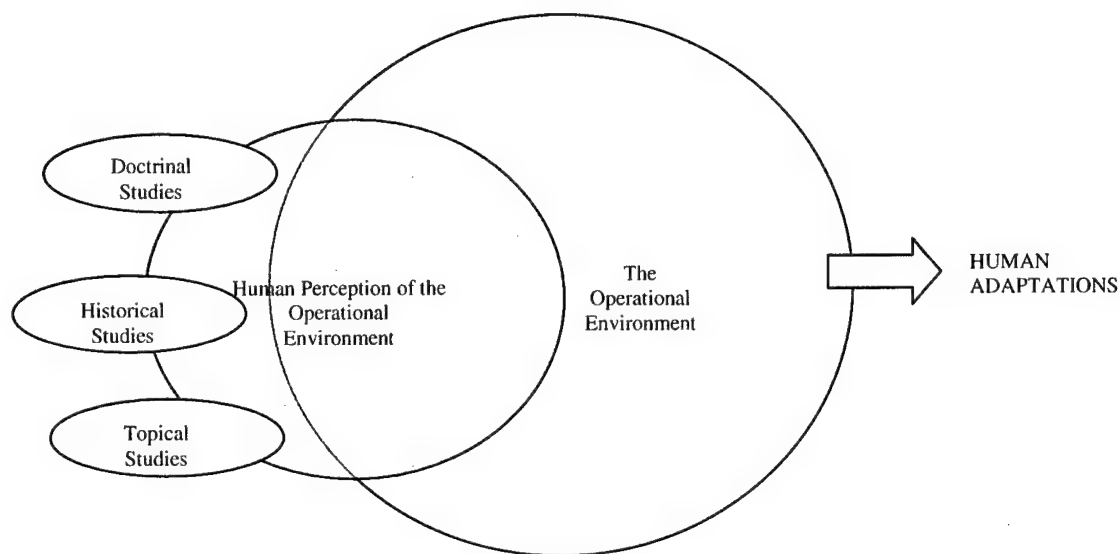 Doctrinal
Studies
Historical
Studies
Topical
Studies
Human Perception of the
Operational
Environment
The
Operational
Environment
HUMAN
ADAPTATIONS